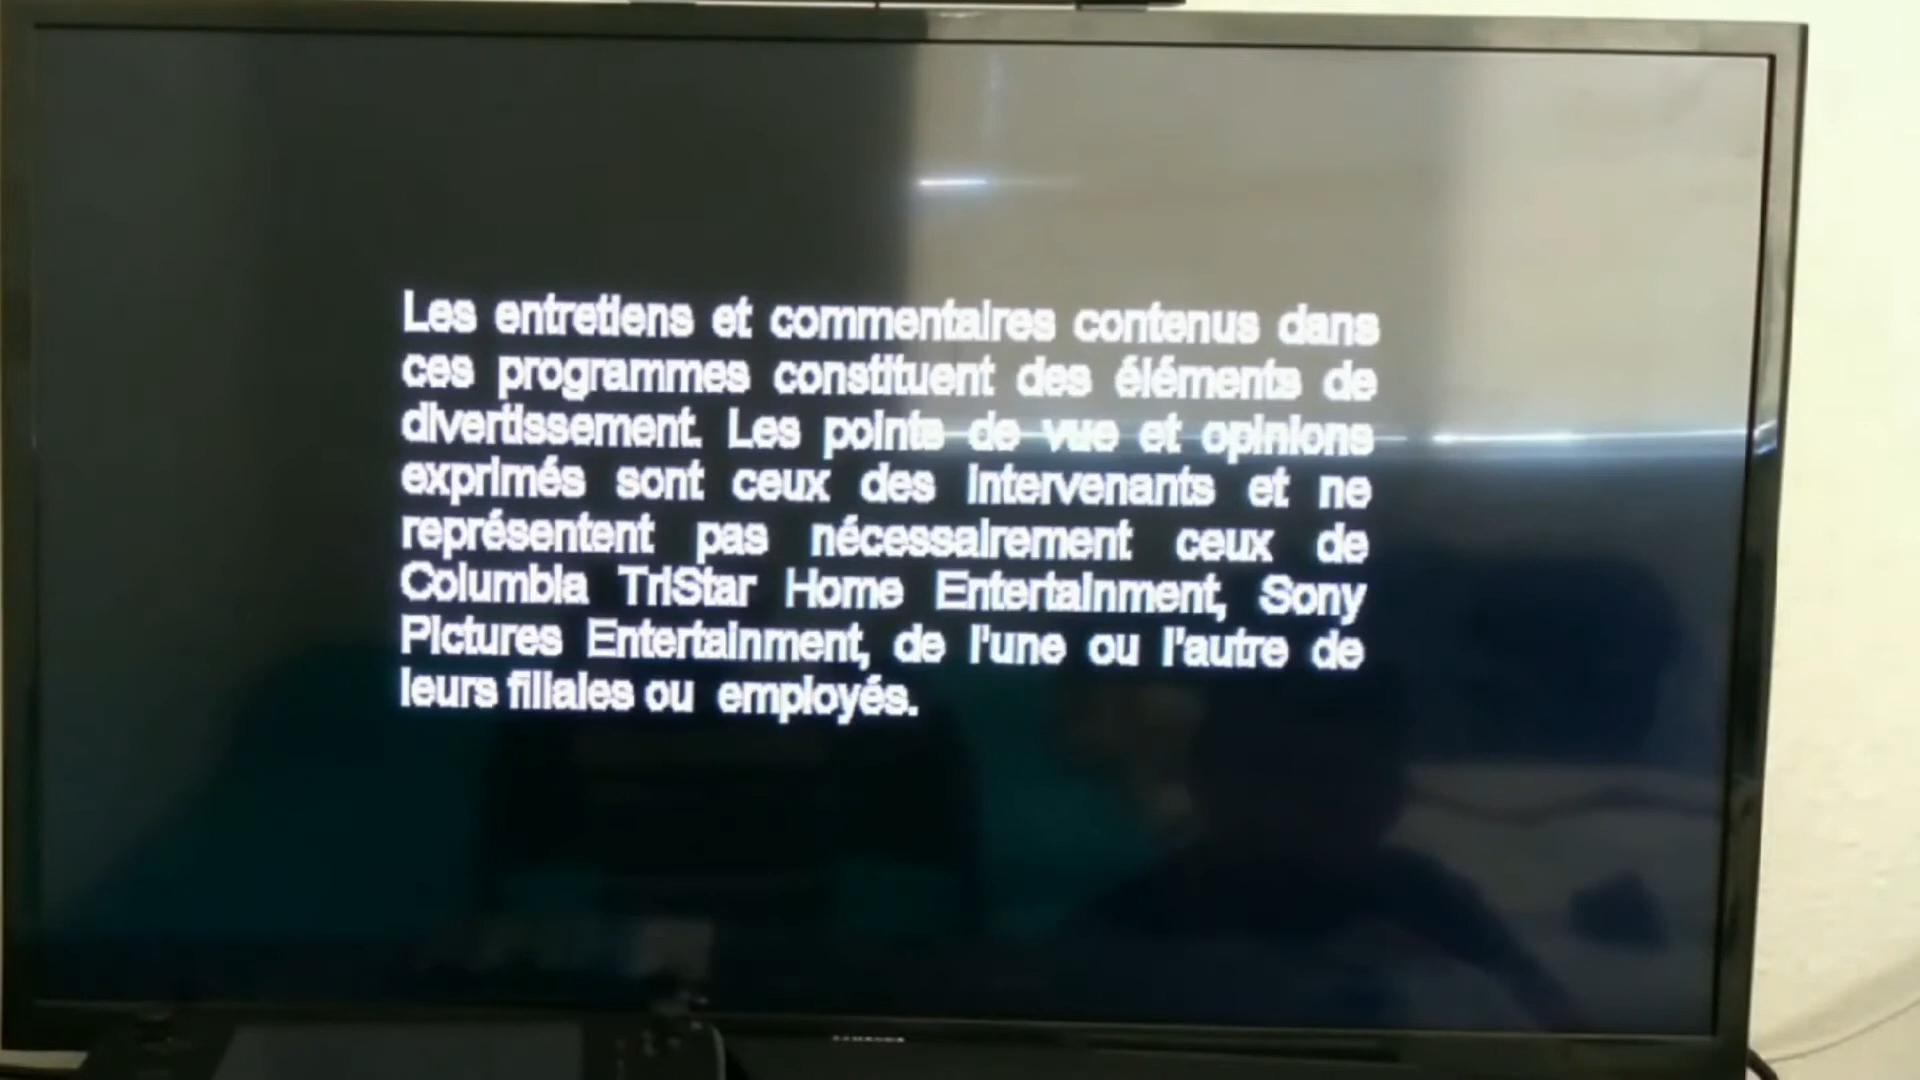 Les entretiens et commentaires contenus dans
ces programmes constituent des éléments de
divertissement. Les points de vue et opinions
exprimés sont ceux des intervenants et ne
représentent pas nécessairement ceux de
Columbia TriStar Home Entertainment, Sony
Pictures Entertainment, de l'une ou l'autre de
leurs filiales ou employés.
SAMSUNG